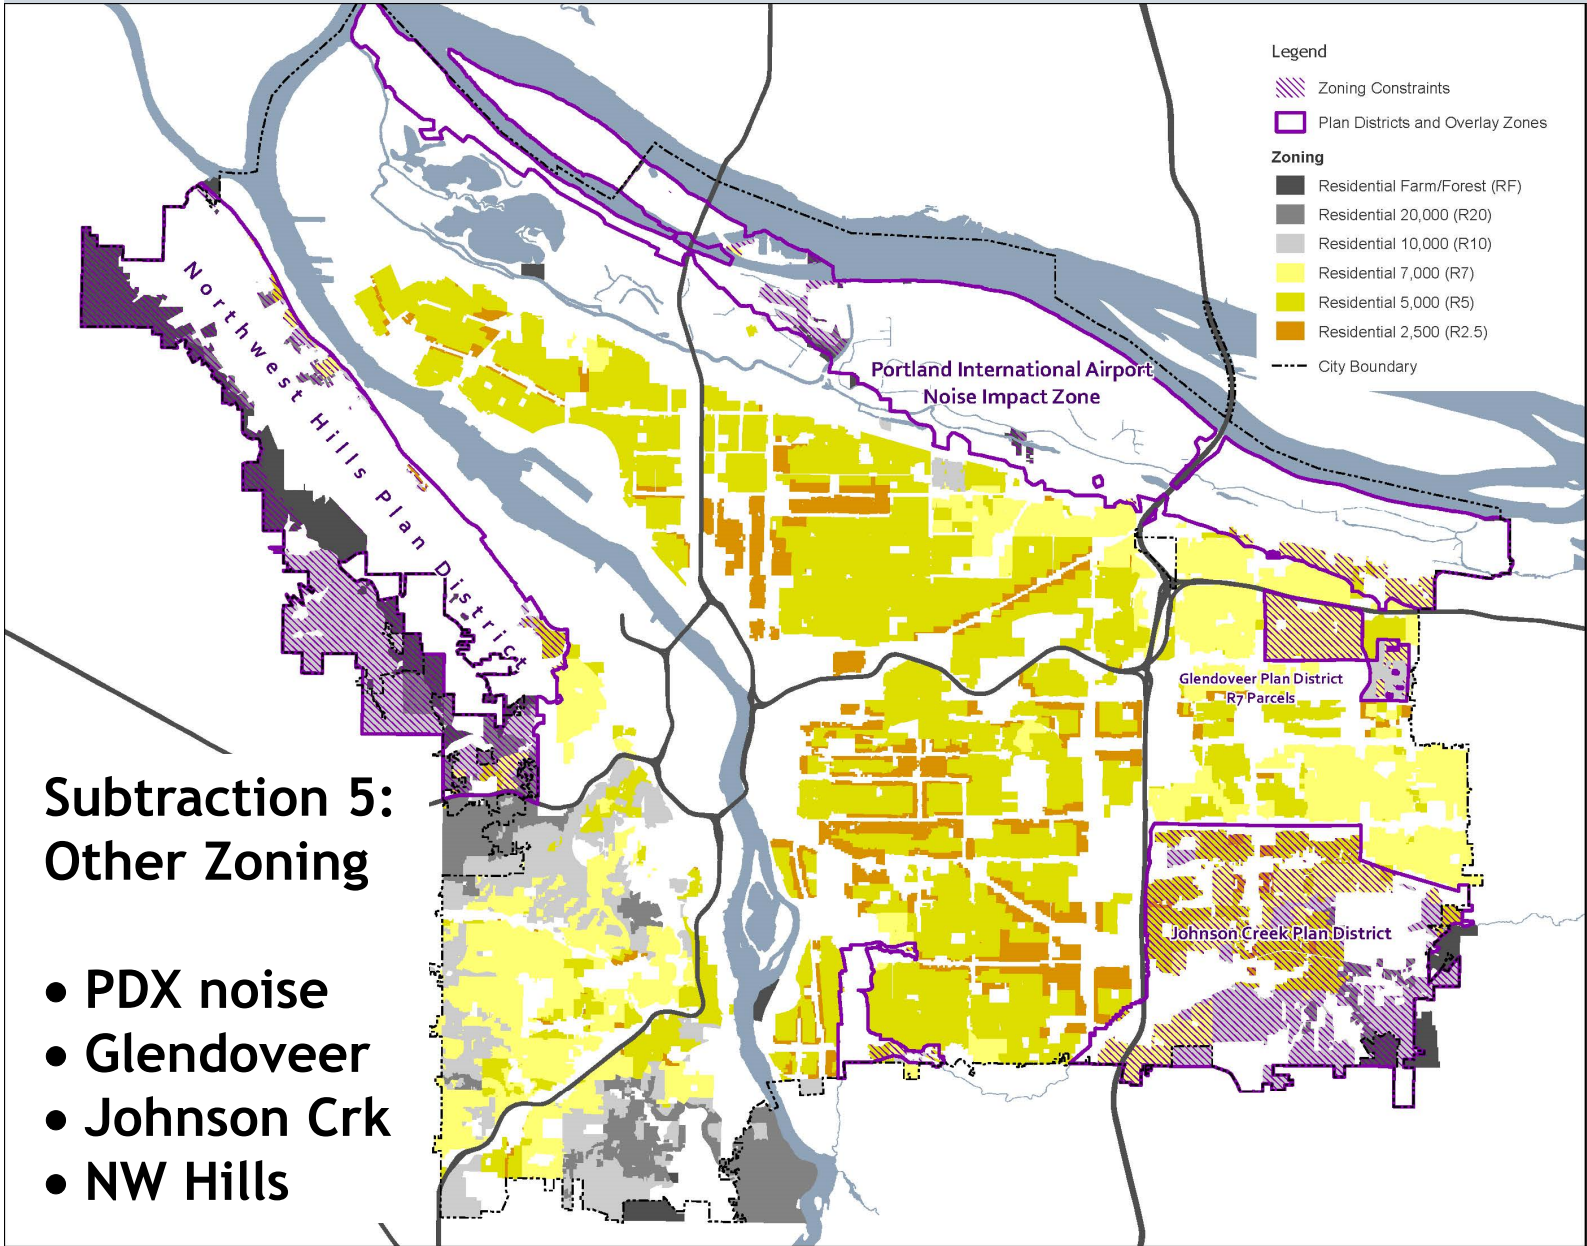 Legend
Zoning Constraints
Plan Districts and Overlay Zones
Zoning
Residential Farm/Forest (RF)
Residential 20,000 (R20)
Residential 10,000 (R10)
Residential 7,000 (R7)
Residential 5,000 (R5)
Residential 2,500 (R2.5)
City Boundary
Northwest Hills Plan District
Portland International Airport
Noise Impact Zone
Glendoveer Plan District
R7 Parcels
Johnson Creek Plan District
Subtraction 5:
Other Zoning
• PDX noise
• Glendoveer
• Johnson Crk
• NW Hills